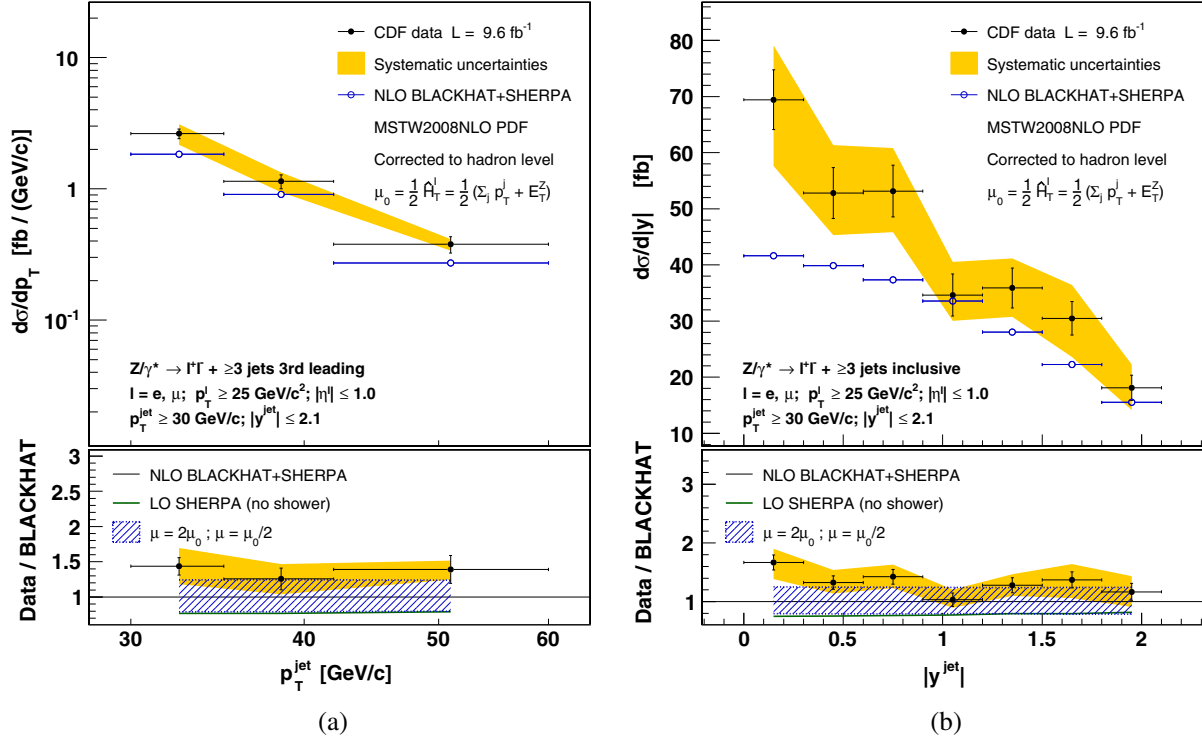 CDF data L = 9.6 fb⁻¹
Systematic uncertainties
NLO BLACKHAT+SHERPA
MSTW2008NLO PDF
Corrected to hadron level
μ₀ = 1/2 Ĥ'_T = 1/2 (Σ_j p_T^j + E_T^Z)
dσ/dp_T [fb / (GeV/c)]
10
1
10⁻¹
Z/γ* → l⁺l⁻ + ≥3 jets 3rd leading
l = e, μ; p_T^l ≥ 25 GeV/c²; |η^l| ≤ 1.0
p_T^jet ≥ 30 GeV/c; |y^jet| ≤ 2.1
Data / BLACKHAT
3
2.5
2
1.5
1
NLO BLACKHAT+SHERPA
LO SHERPA (no shower)
μ = 2μ₀ ; μ = μ₀/2
30 40 50 60
p_T^jet [GeV/c]
(a)
CDF data L = 9.6 fb⁻¹
Systematic uncertainties
NLO BLACKHAT+SHERPA
MSTW2008NLO PDF
Corrected to hadron level
μ₀ = 1/2 Ĥ'_T = 1/2 (Σ_j p_T^j + E_T^Z)
dσ/d|y| [fb]
80
70
60
50
40
30
20
10
Z/γ* → l⁺l⁻ + ≥3 jets inclusive
l = e, μ; p_T^l ≥ 25 GeV/c²; |η^l| ≤ 1.0
p_T^jet ≥ 30 GeV/c; |y^jet| ≤ 2.1
Data / BLACKHAT
3
2
1
NLO BLACKHAT+SHERPA
LO SHERPA (no shower)
μ = 2μ₀ ; μ = μ₀/2
0 0.5 1 1.5 2
|y^jet|
(b)